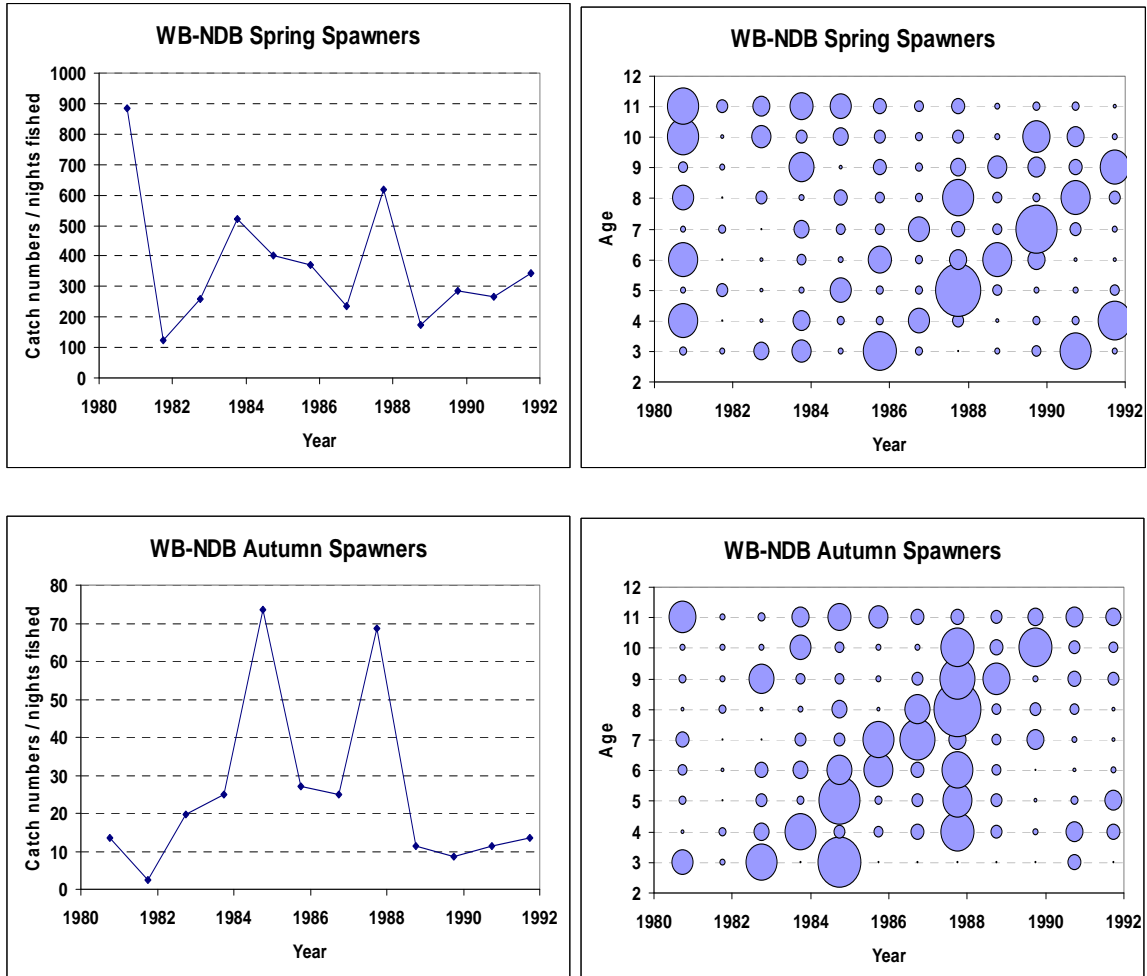 WB-NDB Spring Spawners
Catch numbers / nights fished
1000
900
800
700
600
500
400
300
200
100
0
1980 1982 1984 1986 1988 1990 1992
Year
WB-NDB Spring Spawners
Age
12
11
10
9
8
7
6
5
4
3
2
1980 1982 1984 1986 1988 1990 1992
Year
WB-NDB Autumn Spawners
Catch numbers / nights fished
80
70
60
50
40
30
20
10
0
1980 1982 1984 1986 1988 1990 1992
Year
WB-NDB Autumn Spawners
Age
12
11
10
9
8
7
6
5
4
3
2
1980 1982 1984 1986 1988 1990 1992
Year